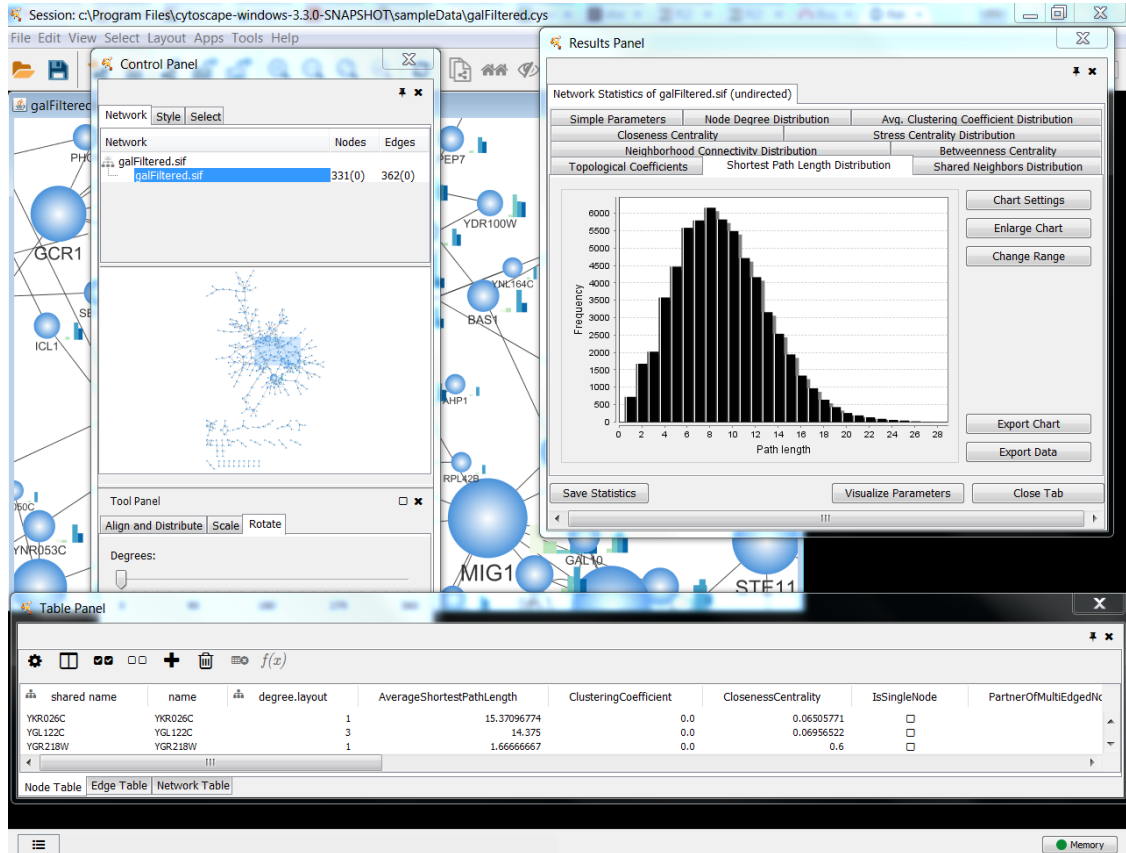 Session: c:\Program Files\cytoscape-windows-3.3.0-SNAPSHOT\sampleData\galFiltered.cys
File Edit View Select Layout Apps Tools Help
Control Panel
galFiltered
Network Style Select
Network Nodes Edges
galFiltered.sif
galFiltered.sif 331(0) 362(0)
Tool Panel
Align and Distribute Scale Rotate
Degrees:
GCR1
ICL1
YNR053C
YDR100W
YNL164C
BAS1
AHP1
RPL42B
MIG1
GAL10
STE11
Results Panel
Network Statistics of galFiltered.sif (undirected)
Simple Parameters Node Degree Distribution Avg. Clustering Coefficient Distribution
Closeness Centrality Stress Centrality Distribution
Neighborhood Connectivity Distribution Betweenness Centrality
Topological Coefficients Shortest Path Length Distribution Shared Neighbors Distribution
Chart Settings
Enlarge Chart
Change Range
6000
5500
5000
4500
4000
3500
3000
2500
2000
1500
1000
500
0
Frequency
0 2 4 6 8 10 12 14 16 18 20 22 24 26 28
Path length
Export Chart
Export Data
Save Statistics Visualize Parameters Close Tab
Table Panel
f(x)
shared name name degree.layout AverageShortestPathLength ClusteringCoefficient ClosenessCentrality IsSingleNode PartnerOfMultiEdgedNo
YKR026C YKR026C 1 15.37096774 0.0 0.06505771
YGL122C YGL122C 3 14.375 0.0 0.06956522
YGR218W YGR218W 1 1.66666667 0.0 0.6
Node Table Edge Table Network Table
Memory